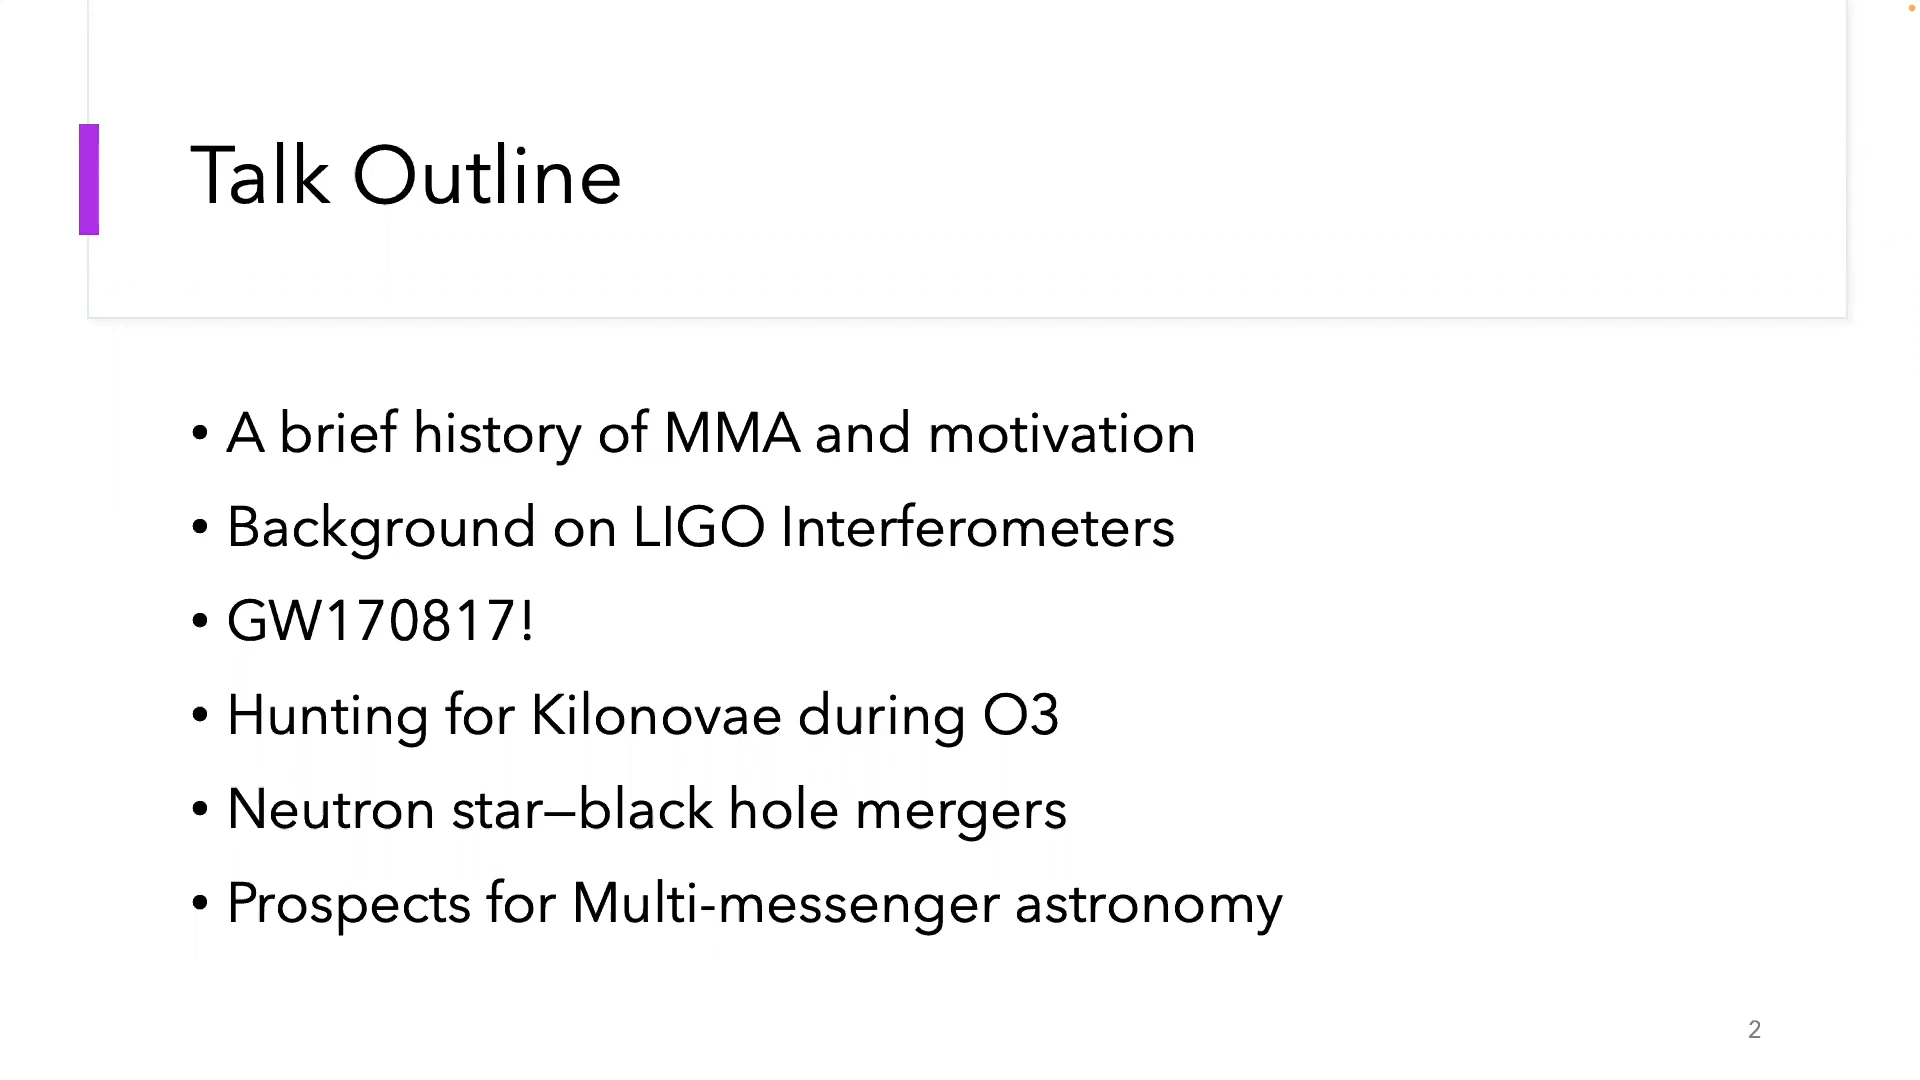 Talk Outline
• A brief history of MMA and motivation
• Background on LIGO Interferometers
• GW170817!
• Hunting for Kilonovae during O3
• Neutron star–black hole mergers
• Prospects for Multi-messenger astronomy
2